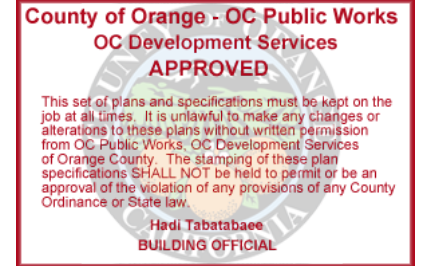 County of Orange - OC Public Works
OC Development Services
APPROVED
This set of plans and specifications must be kept on the
job at all times. It is unlawful to make any changes or
alterations to these plans without written permission
from OC Public Works, OC Development Services
of Orange County. The stamping of these plan
specifications SHALL NOT be held to permit or be an
approval of the violation of any provisions of any County
Ordinance or State law.
Hadi Tabatabaee
BUILDING OFFICIAL
CALIFORNIA